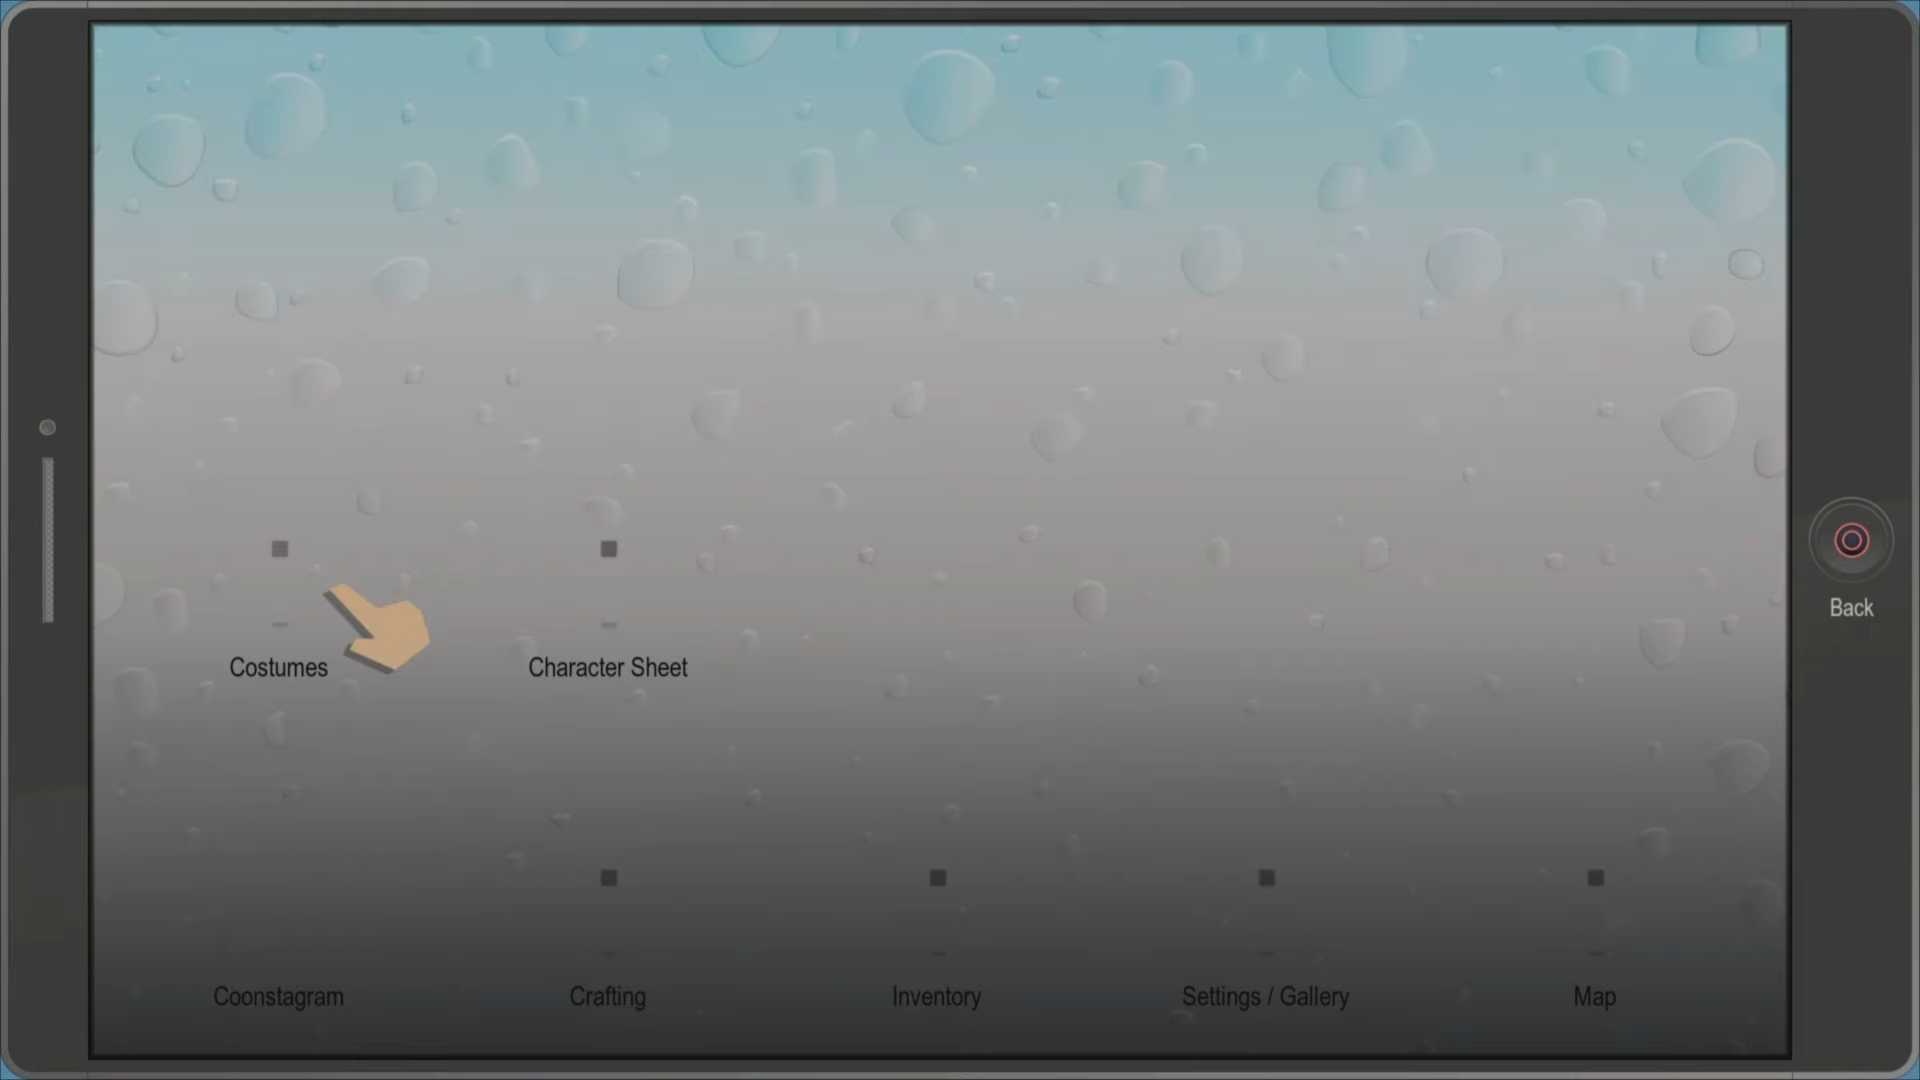 Back
Costumes
Character Sheet
Coonstagram
Crafting
Inventory
Settings / Gallery
Map